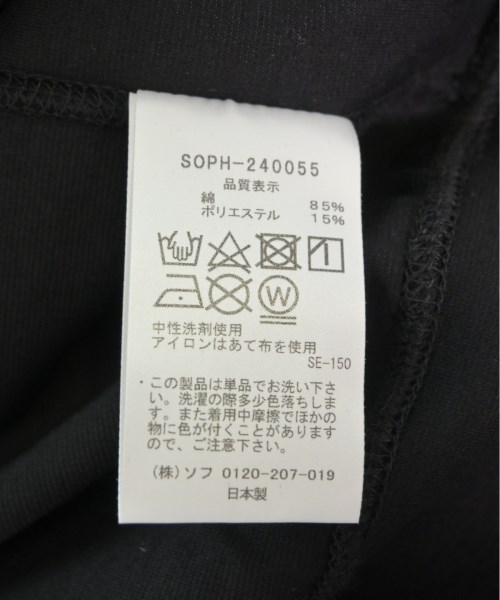 SOPH-240055
品質表示
綿 85%
ポリエステル 15%
W
中性洗剤使用
アイロンはあて布を使用
SE-150
・この製品は単品でお洗い下さ
い。洗濯の際多少色落ちしま
す。また着用中摩擦でほかの
物に色が付くことがあります
ので、ご注意下さい。
(株)ソフ 0120-207-019
日本製